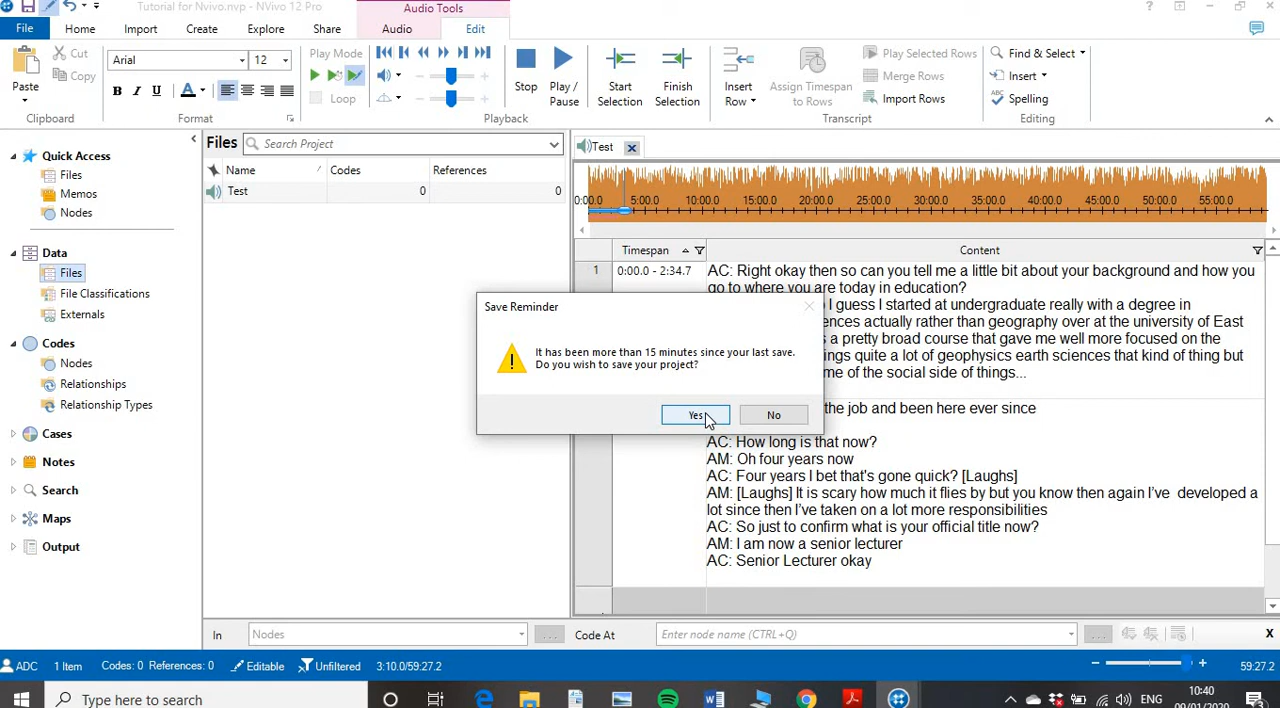 Tutorial for Nvivo.nvp - NVivo 12 Pro
Audio Tools
File Home Import Create Explore Share Audio Edit
Paste
Cut
Copy
Clipboard
Arial 12
B I U A
Format
Play Mode
Loop
Stop
Play / Pause
Playback
Start Selection
Finish Selection
Insert Row
Assign Timespan to Rows
Play Selected Rows
Merge Rows
Import Rows
Transcript
Find & Select
Insert
ABC Spelling
Editing
Quick Access
Files
Memos
Nodes
Data
Files
File Classifications
Externals
Codes
Nodes
Relationships
Relationship Types
Cases
Notes
Search
Maps
Output
Files Search Project
Name Codes References
Test 0 0
Test
0:00.0 5:00.0 10:00.0 15:00.0 20:00.0 25:00.0 30:00.0 35:00.0 40:00.0 45:00.0 50:00.0 55:00.0
Timespan Content
1 0:00.0 - 2:34.7 AC: Right okay then so can you tell me a little bit about your background and how you
go to where you are today in education?
I guess I started at undergraduate really with a degree in
ences actually rather than geography over at the university of East
s a pretty broad course that gave me well more focused on the
ings quite a lot of geophysics earth sciences that kind of thing but
me of the social side of things...
the job and been here ever since
AC: How long is that now?
AM: Oh four years now
AC: Four years I bet that's gone quick? [Laughs]
AM: [Laughs] It is scary how much it flies by but you know then again I've developed a
lot since then I've taken on a lot more responsibilities
AC: So just to confirm what is your official title now?
AM: I am now a senior lecturer
AC: Senior Lecturer okay
Save Reminder
It has been more than 15 minutes since your last save.
Do you wish to save your project?
Yes No
In Nodes ... Code At Enter node name (CTRL+Q) ... X
ADC 1 Item Codes: 0 References: 0 Editable Unfiltered 3:10.0/59:27.2 59:27.2
Type here to search
ENG
10:40
09/01/2020